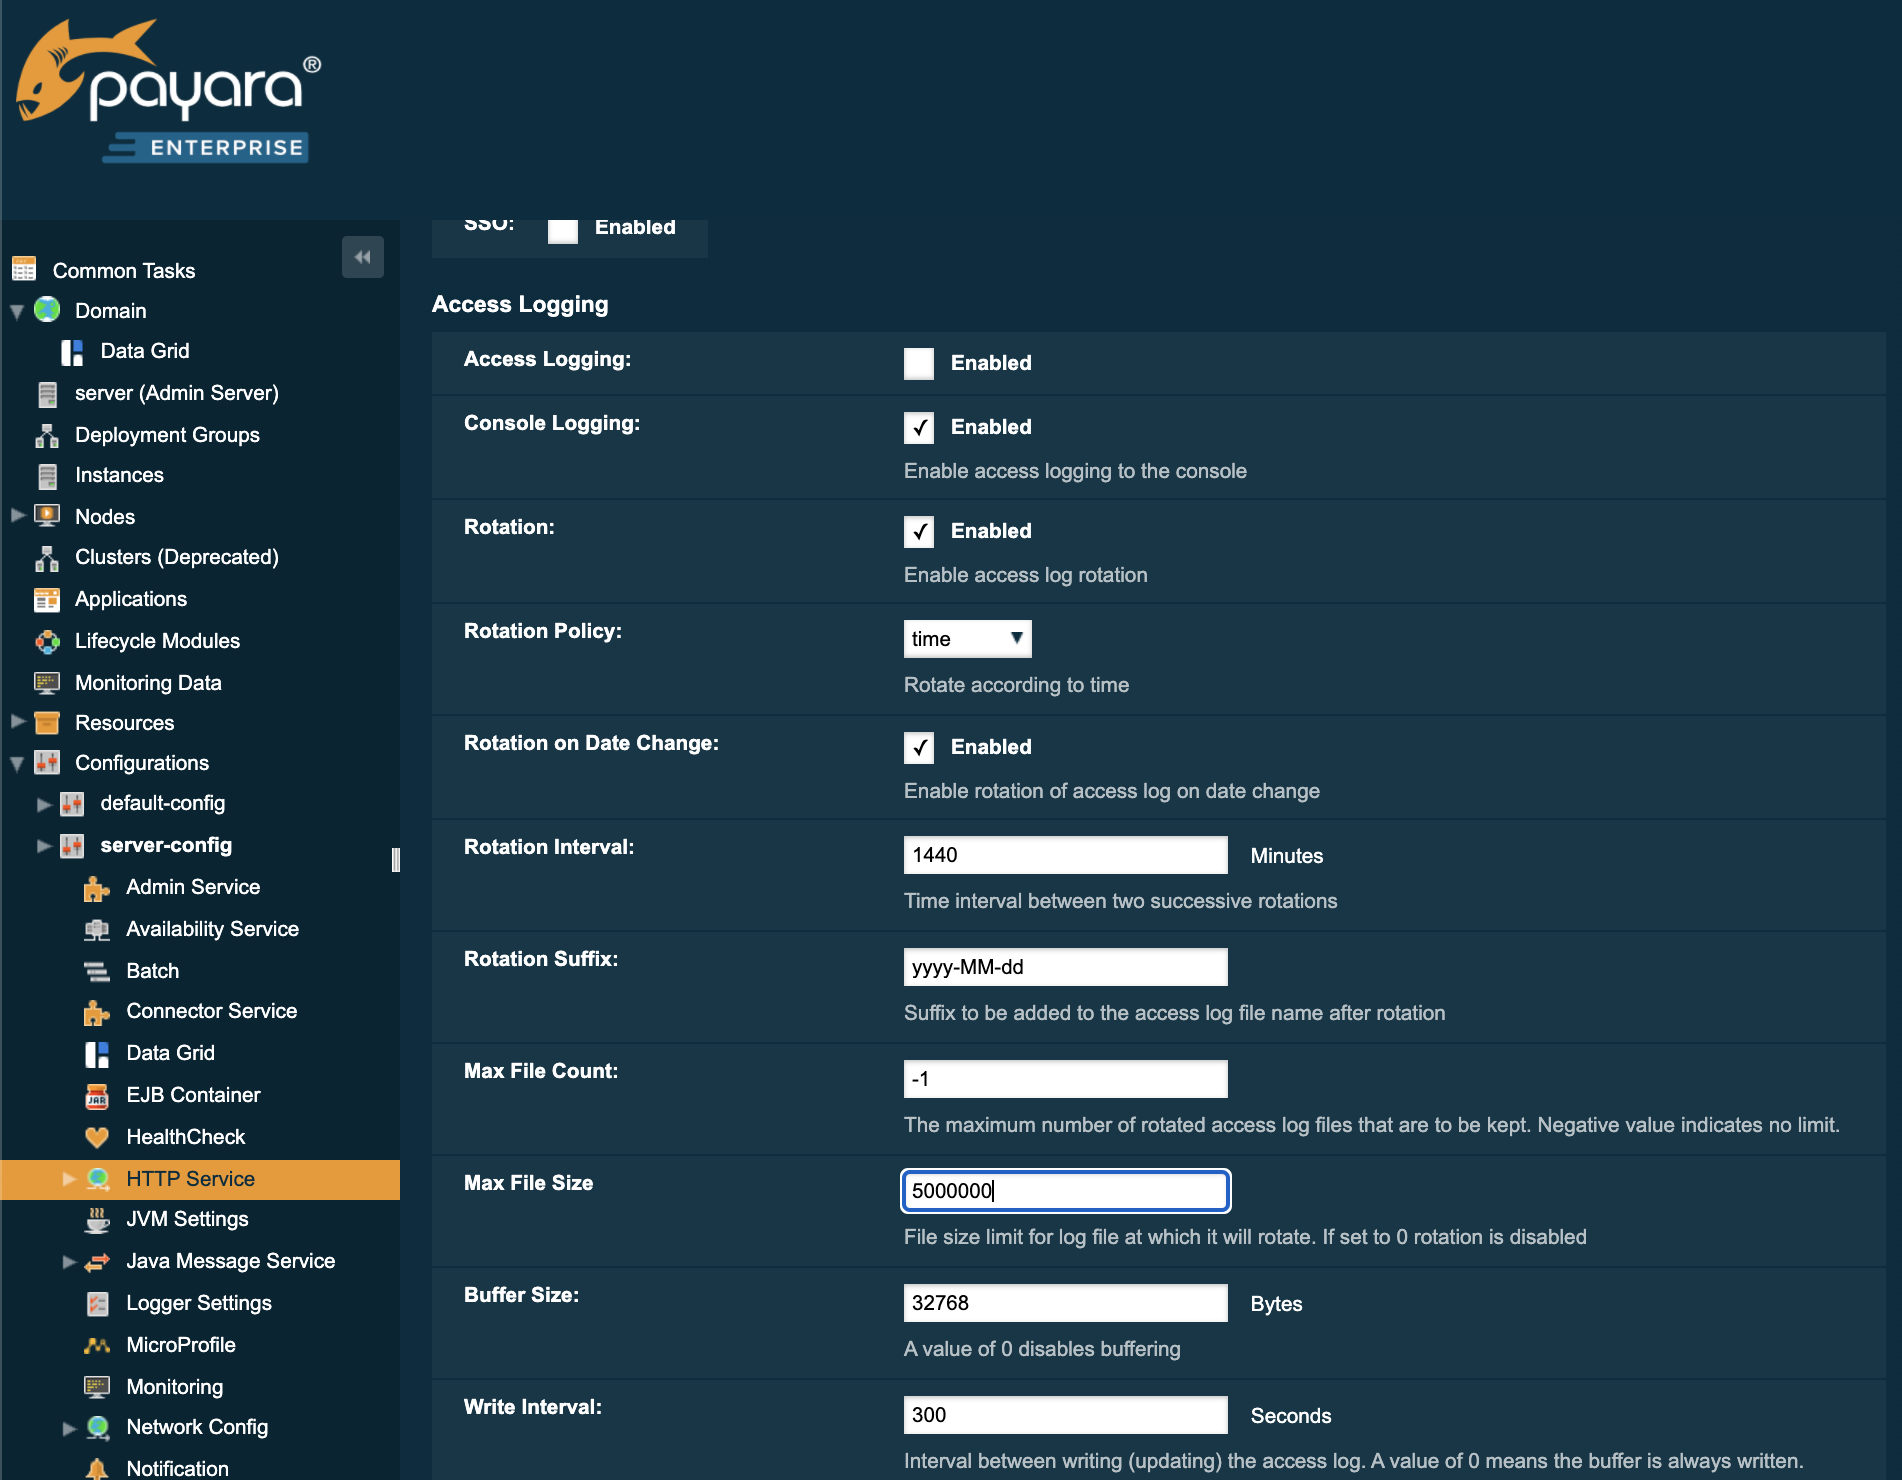 payara®
ENTERPRISE
Common Tasks
Domain
Data Grid
server (Admin Server)
Deployment Groups
Instances
Nodes
Clusters (Deprecated)
Applications
Lifecycle Modules
Monitoring Data
Resources
Configurations
default-config
server-config
Admin Service
Availability Service
Batch
Connector Service
Data Grid
JAR
EJB Container
HealthCheck
HTTP Service
JVM Settings
Java Message Service
Logger Settings
MicroProfile
Monitoring
Network Config
Notification
SSO: Enabled
Access Logging
Access Logging: Enabled
Console Logging: Enabled
Enable access logging to the console
Rotation: Enabled
Enable access log rotation
Rotation Policy: time
Rotate according to time
Rotation on Date Change: Enabled
Enable rotation of access log on date change
Rotation Interval: 1440 Minutes
Time interval between two successive rotations
Rotation Suffix: yyyy-MM-dd
Suffix to be added to the access log file name after rotation
Max File Count: -1
The maximum number of rotated access log files that are to be kept. Negative value indicates no limit.
Max File Size 5000000
File size limit for log file at which it will rotate. If set to 0 rotation is disabled
Buffer Size: 32768 Bytes
A value of 0 disables buffering
Write Interval: 300 Seconds
Interval between writing (updating) the access log. A value of 0 means the buffer is always written.